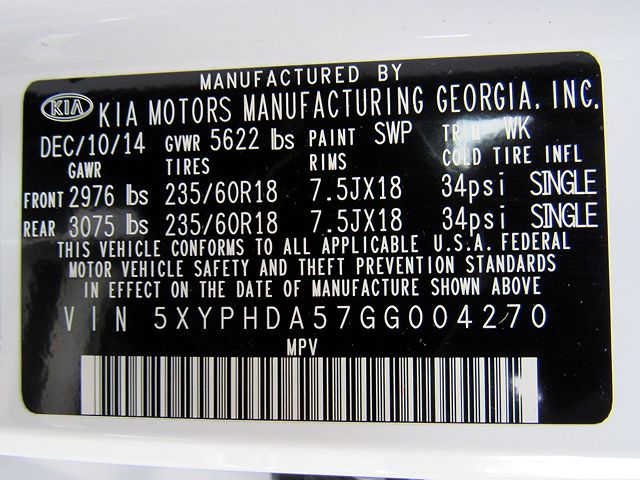 MANUFACTURED BY
KIA KIA MOTORS MANUFACTURING GEORGIA, INC.
DEC/10/14 GVWR 5622 lbs PAINT SWP TRIM WK
GAWR TIRES RIMS COLD TIRE INFL
FRONT 2976 lbs 235/60R18 7.5JX18 34psi SINGLE
REAR 3075 lbs 235/60R18 7.5JX18 34psi SINGLE
THIS VEHICLE CONFORMS TO ALL APPLICABLE U.S.A. FEDERAL
MOTOR VEHICLE SAFETY AND THEFT PREVENTION STANDARDS
IN EFFECT ON THE DATE OF MANUFACTURE SHOWN ABOVE
VIN 5XYPHDA57GG004270
MPV